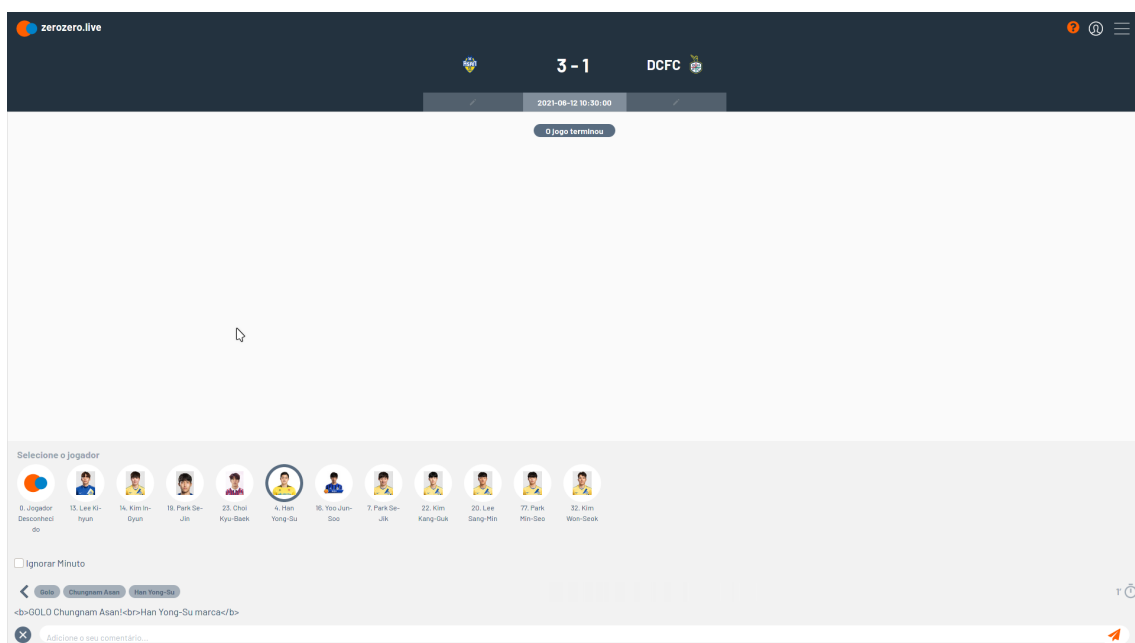 zerozero.live
3 - 1
DCFC
2021-06-12 10:30:00
O jogo terminou
Selecione o jogador
0. Jogador Desconheci do
13. Lee Ki-hyun
14. Kim In-Gyun
19. Park Se-Jin
23. Choi Kyu-Baek
4. Han Yong-Su
16. Yoo Jun-Soo
7. Park Se-Jik
22. Kim Kang-Guk
20. Lee Sang-Min
77. Park Min-Seo
32. Kim Won-Seok
Ignorar Minuto
Golo Chungnam Asan Han Yong-Su
1'
<b>GOLO Chungnam Asan!<br>Han Yong-Su marca</b>
Adicione o seu comentário...